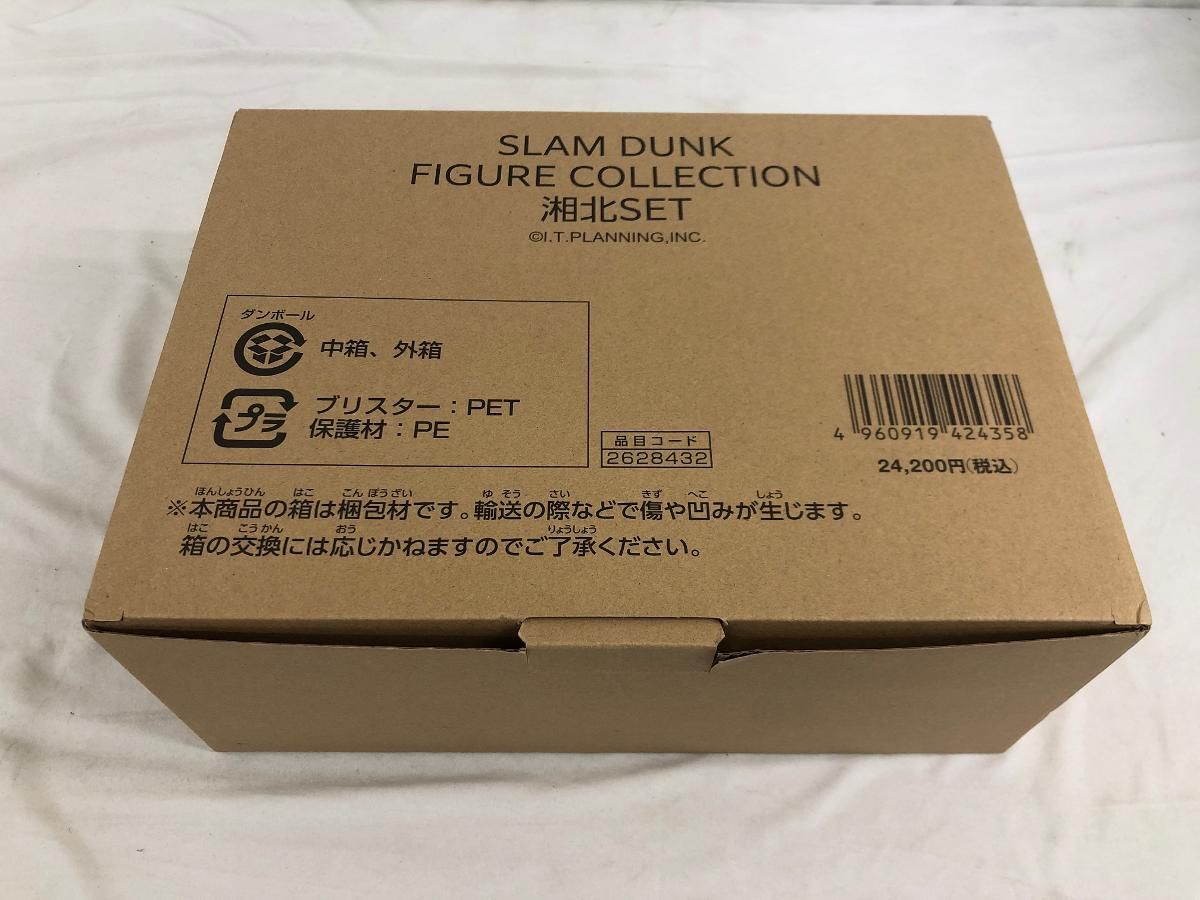 SLAM DUNK
FIGURE COLLECTION
湘北SET
©I.T.PLANNING,INC.
ダンボール
中箱、外箱
プラ
ブリスター：PET
保護材：PE
品目コード
2628432
4 960919 424358
24,200円(税込)
ほんしょうひん はこ こん ぽうざい ゆ そう さい きず へこ しょう
※本商品の箱は梱包材です。輸送の際などで傷や凹みが生じます。
はこ こうかん おう りょうしょう
箱の交換には応じかねますのでご了承ください。